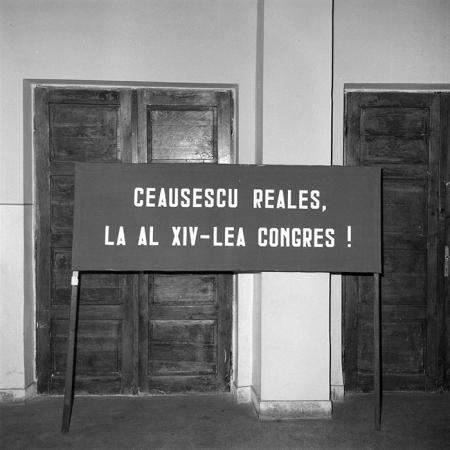 CEAUSESCU REALES,
LA AL XIV-LEA CONGRES !